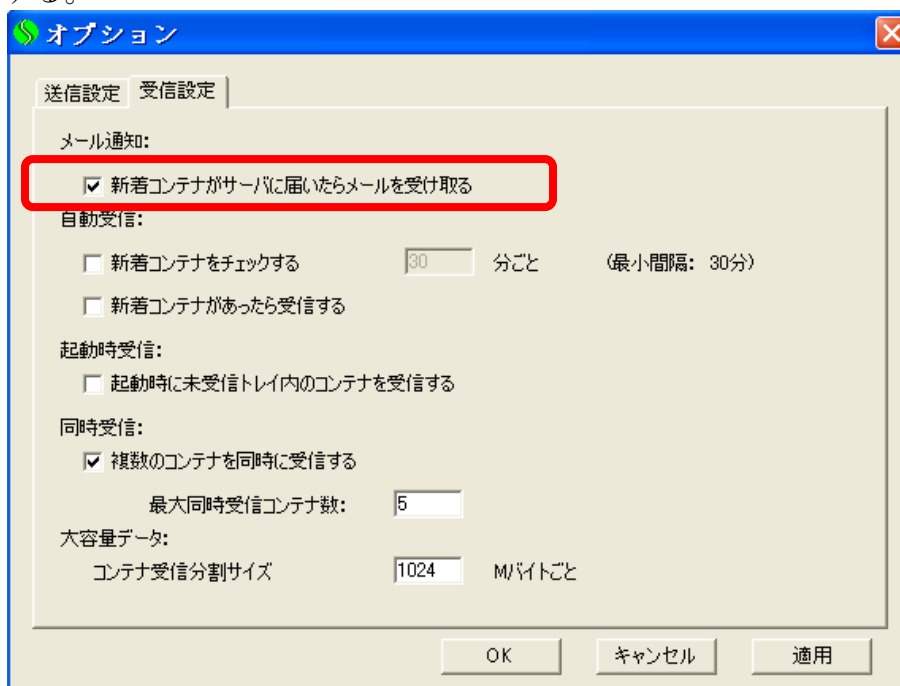 する。
オプション
送信設定 受信設定
メール通知:
新着コンテナがサーバに届いたらメールを受け取る
自動受信:
新着コンテナをチェックする 30 分ごと (最小間隔: 30分)
新着コンテナがあったら受信する
起動時受信:
起動時に未受信トレイ内のコンテナを受信する
同時受信:
複数のコンテナを同時に受信する
最大同時受信コンテナ数: 5
大容量データ:
コンテナ受信分割サイズ 1024 Mバイトごと
OK キャンセル 適用